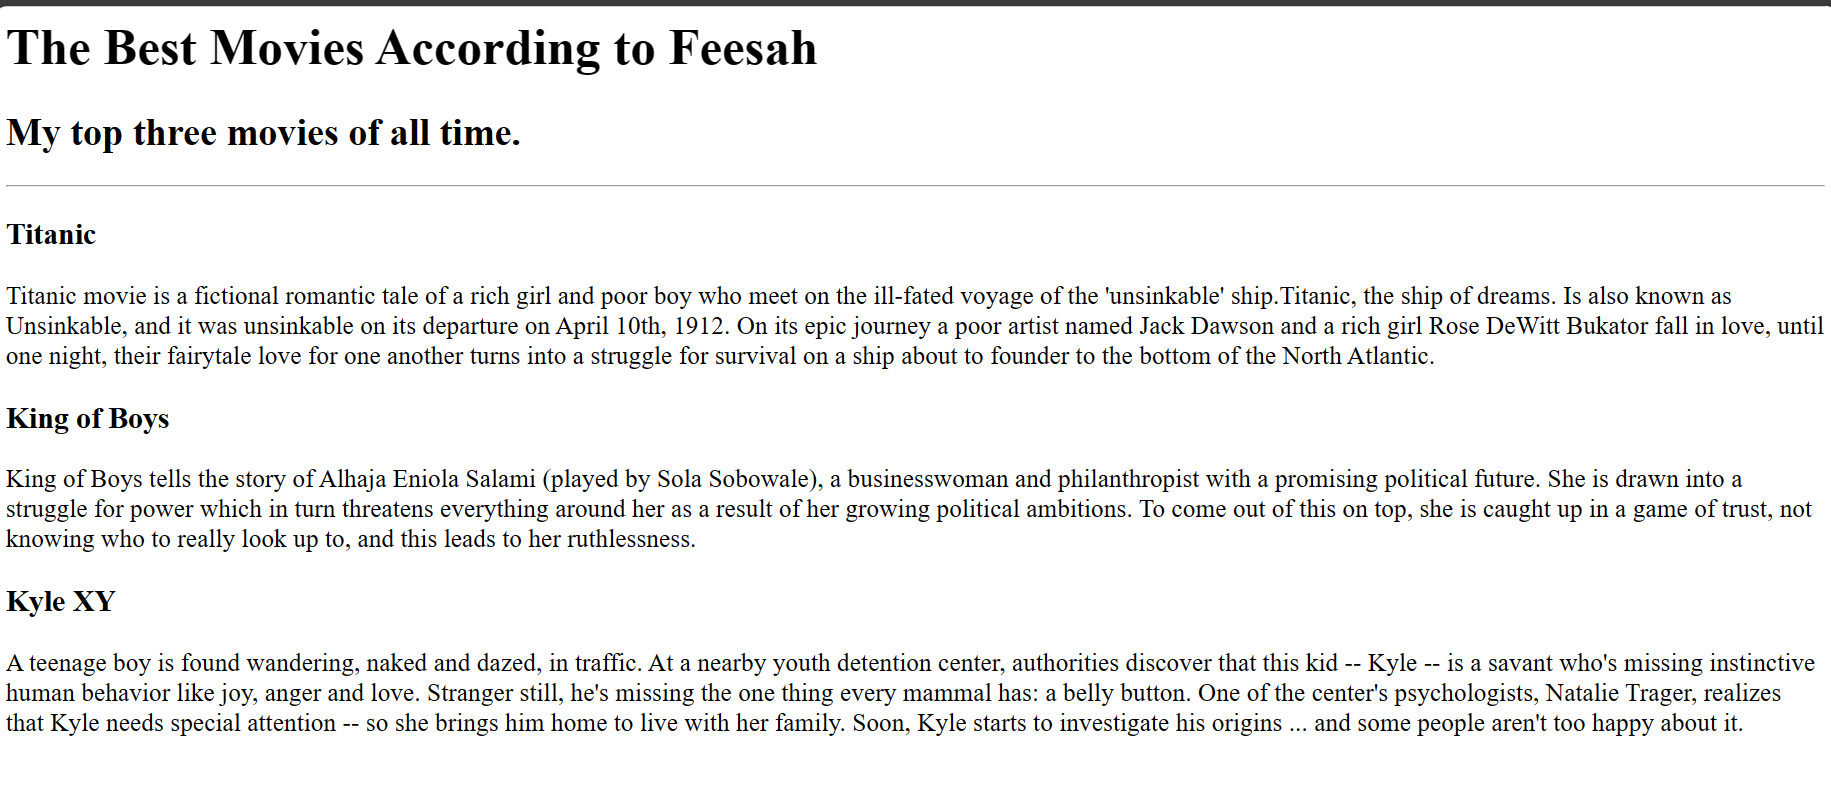 The Best Movies According to Feesah
My top three movies of all time.
Titanic
Titanic movie is a fictional romantic tale of a rich girl and poor boy who meet on the ill-fated voyage of the 'unsinkable' ship.Titanic, the ship of dreams. Is also known as
Unsinkable, and it was unsinkable on its departure on April 10th, 1912. On its epic journey a poor artist named Jack Dawson and a rich girl Rose DeWitt Bukator fall in love, until
one night, their fairytale love for one another turns into a struggle for survival on a ship about to founder to the bottom of the North Atlantic.
King of Boys
King of Boys tells the story of Alhaja Eniola Salami (played by Sola Sobowale), a businesswoman and philanthropist with a promising political future. She is drawn into a
struggle for power which in turn threatens everything around her as a result of her growing political ambitions. To come out of this on top, she is caught up in a game of trust, not
knowing who to really look up to, and this leads to her ruthlessness.
Kyle XY
A teenage boy is found wandering, naked and dazed, in traffic. At a nearby youth detention center, authorities discover that this kid -- Kyle -- is a savant who's missing instinctive
human behavior like joy, anger and love. Stranger still, he's missing the one thing every mammal has: a belly button. One of the center's psychologists, Natalie Trager, realizes
that Kyle needs special attention -- so she brings him home to live with her family. Soon, Kyle starts to investigate his origins ... and some people aren't too happy about it.